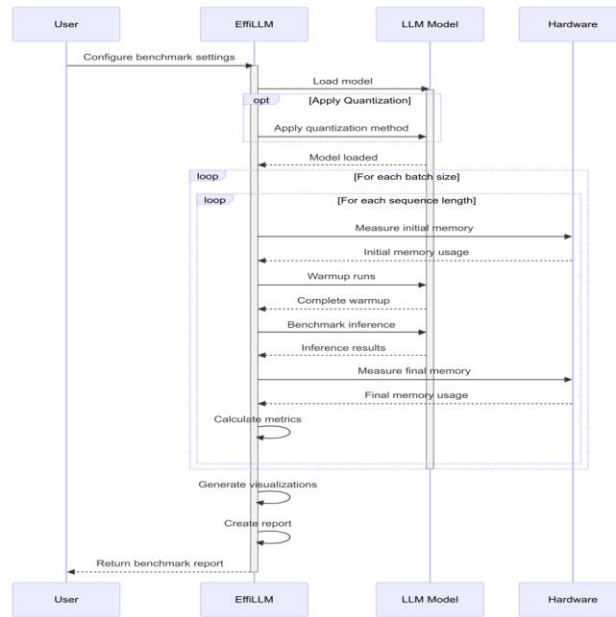 User EffiLLM LLM Model Hardware
Configure benchmark settings
Load model
opt [Apply Quantization]
Apply quantization method
Model loaded
loop [For each batch size]
loop [For each sequence length]
Measure initial memory
Initial memory usage
Warmup runs
Complete warmup
Benchmark inference
Inference results
Measure final memory
Final memory usage
Calculate metrics
Generate visualizations
Create report
Return benchmark report
User EffiLLM LLM Model Hardware